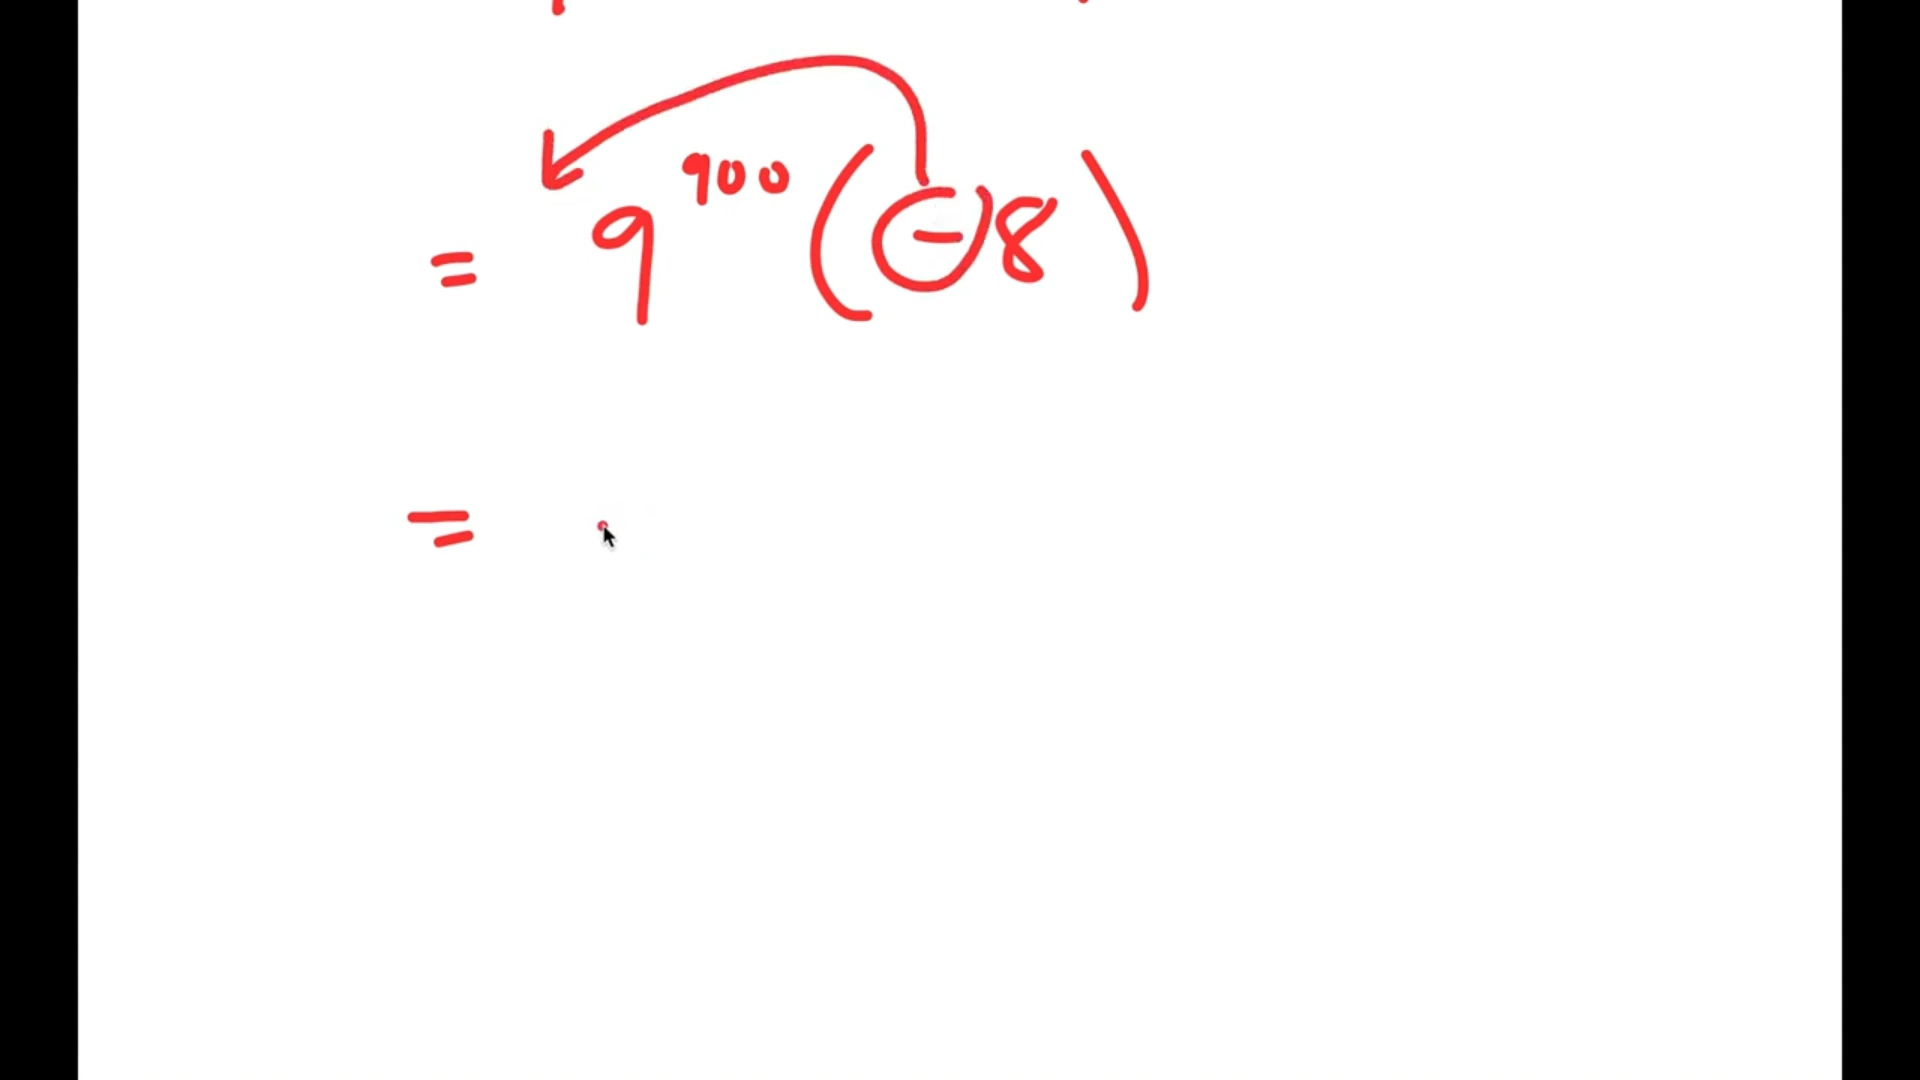 = 9^900 (-8)
=